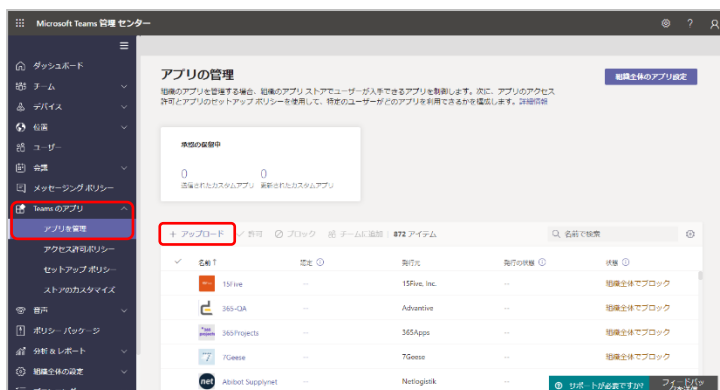 Microsoft Teams 管理 センター
ダッシュボード
チーム
デバイス
位置
ユーザー
会議
メッセージング ポリシー
Teams のアプリ
アプリを管理
アクセス許可ポリシー
セットアップ ポリシー
ストアのカスタマイズ
音声
ポリシー パッケージ
分析 & レポート
組織全体の設定
アプリの管理
組織全体のアプリ設定
組織のアプリを管理する場合、組織のアプリ ストアでユーザーが入手できるアプリを制御します。次に、アプリのアクセス
許可とアプリのセットアップ ポリシーを使用して、特定のユーザーがどのアプリを利用できるかを構成します。詳細情報
承認の保留中
0 0
送信されたカスタムアプリ 更新されたカスタムアプリ
+ アップロード 許可 ブロック チームに追加 872 アイテム 名前で検索
名前 ↑ 認定 発行元 発行の状態 状態
15Five -- 15Five, Inc. -- 組織全体でブロック
365-QA -- Advantive -- 組織全体でブロック
365Projects -- 365Apps -- 組織全体でブロック
7Geese -- 7Geese -- 組織全体でブロック
net Abibot Supplynet -- Netlogistik
サポートが必要ですか? フィードバッ